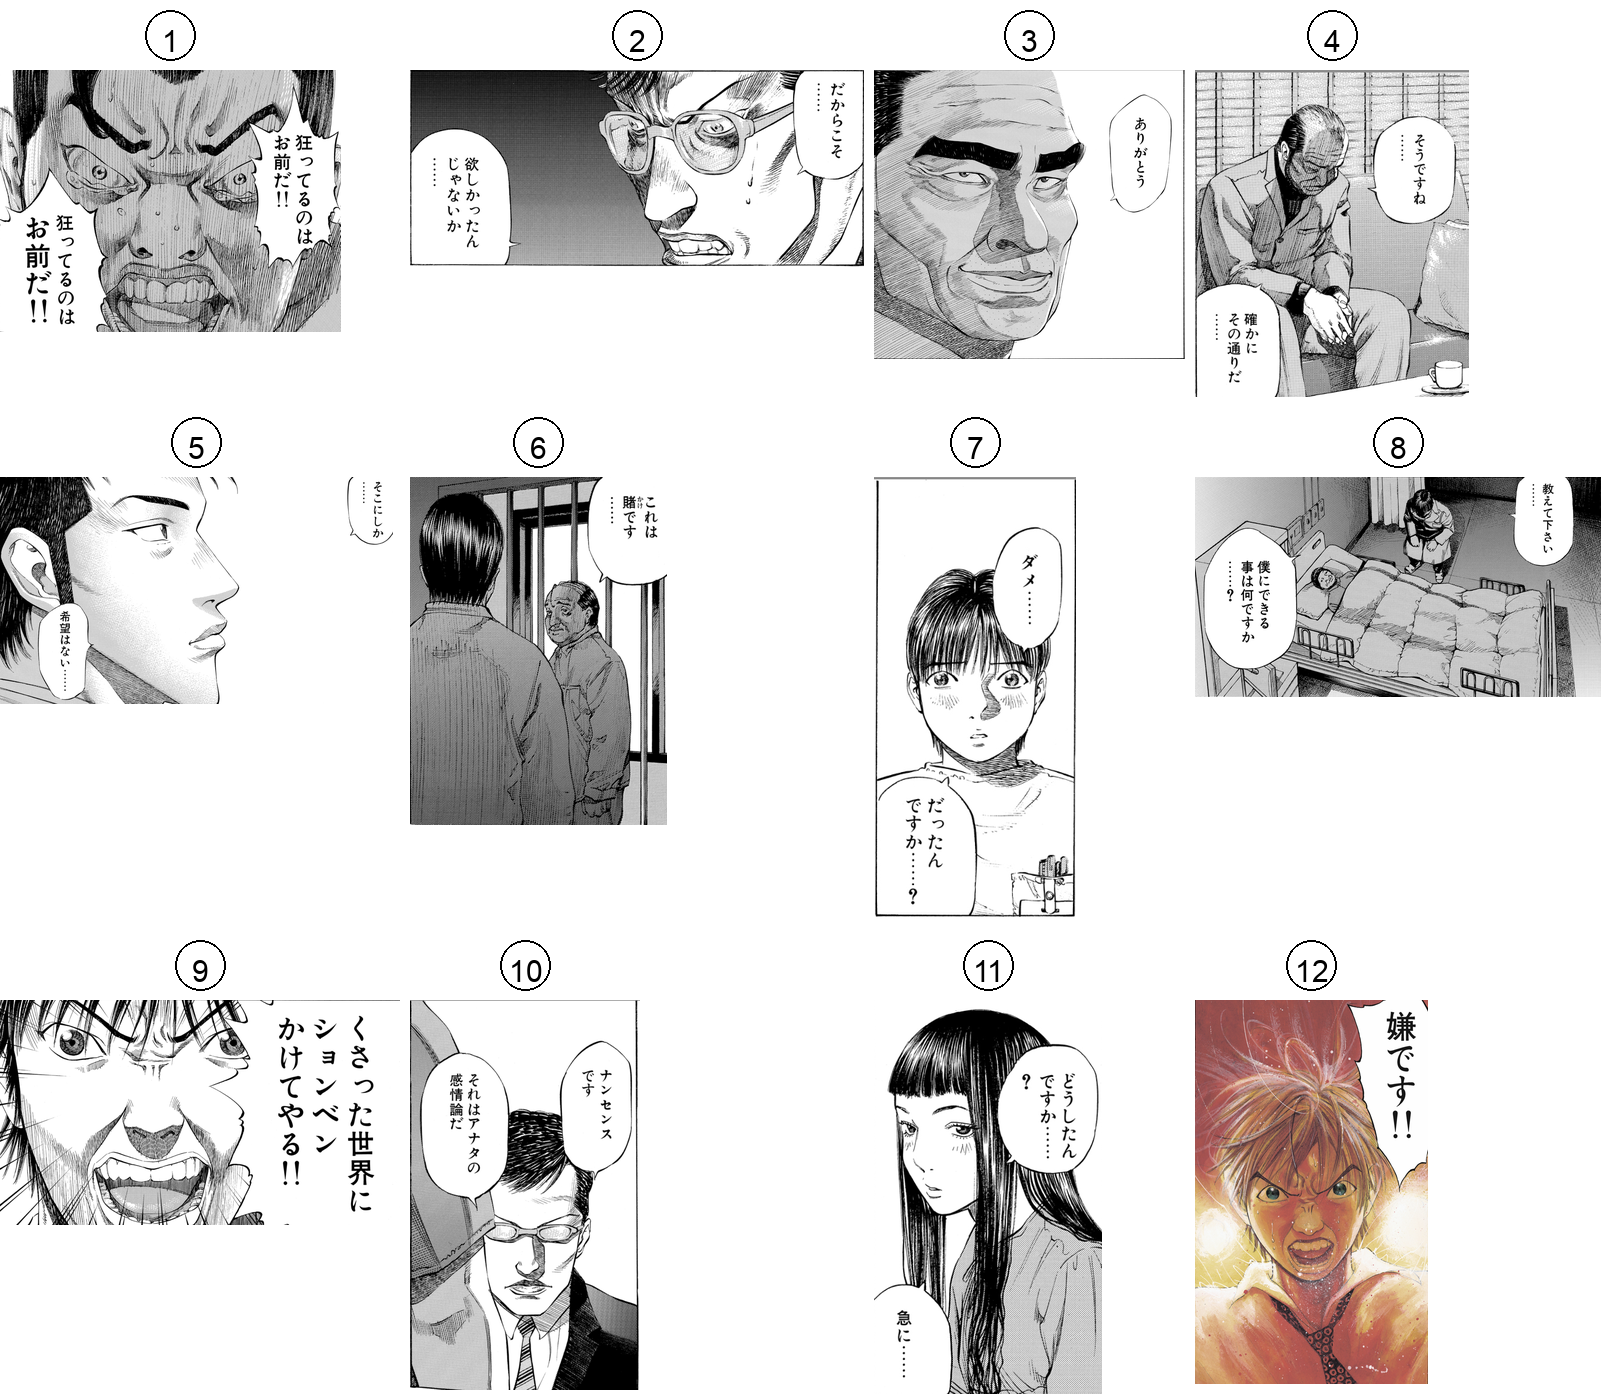 1
狂ってるのは
お前だ!!
狂ってるのは
お前だ!!
2
だからこそ
……
欲しかったん
じゃないか
……
3
ありがとう
4
そうですね
……
確かに
その通りだ
……
5
そこにしか
……
希望はない……
6
これは
賭です
かけ
……
7
ダメ……
だったん
ですか……?
8
教えて下さい
……
僕にできる
事は何ですか
……?
9
くさった世界に
ションベン
かけてやる!!
10
ナンセンス
です
それはアナタの
感情論だ
11
どうしたん
ですか……
?
急に……
12
嫌です!!